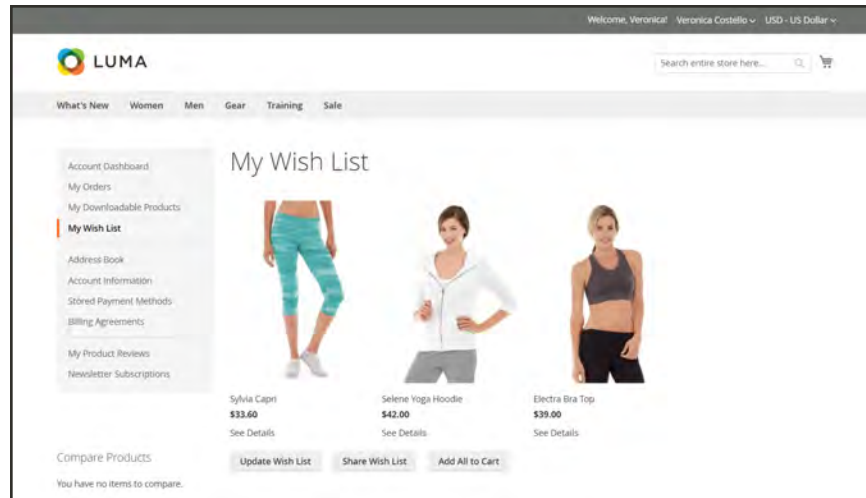 Welcome, Veronica! Veronica Costello USD - US Dollar
LUMA
Search entire store here...
What's New Women Men Gear Training Sale
My Wish List
Account Dashboard
My Orders
My Downloadable Products
My Wish List
Address Book
Account Information
Stored Payment Methods
Billing Agreements
My Product Reviews
Newsletter Subscriptions
Sylvia Capri Selene Yoga Hoodie Electra Bra Top
$33.60 $42.00 $39.00
See Details See Details See Details
Update Wish List Share Wish List Add All to Cart
Compare Products
You have no items to compare.